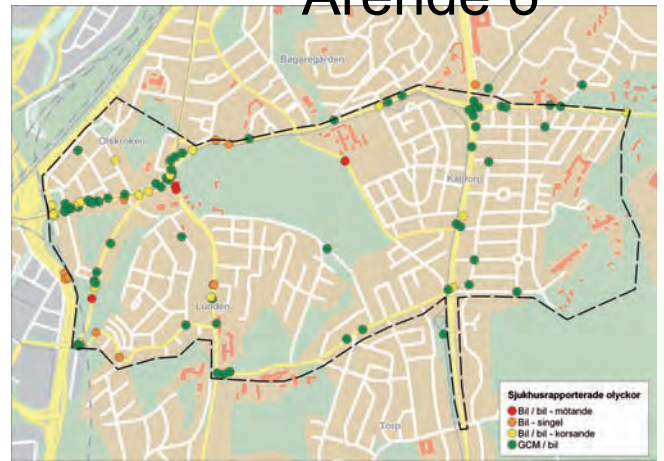 Ärende 6
Bagaregården
Olskroken
Kålltorp
Lunden
Torp
Sjukhusrapporterade olyckor
Bil / bil - mötande
Bil - singel
Bil / bil - korsande
GCM / bil